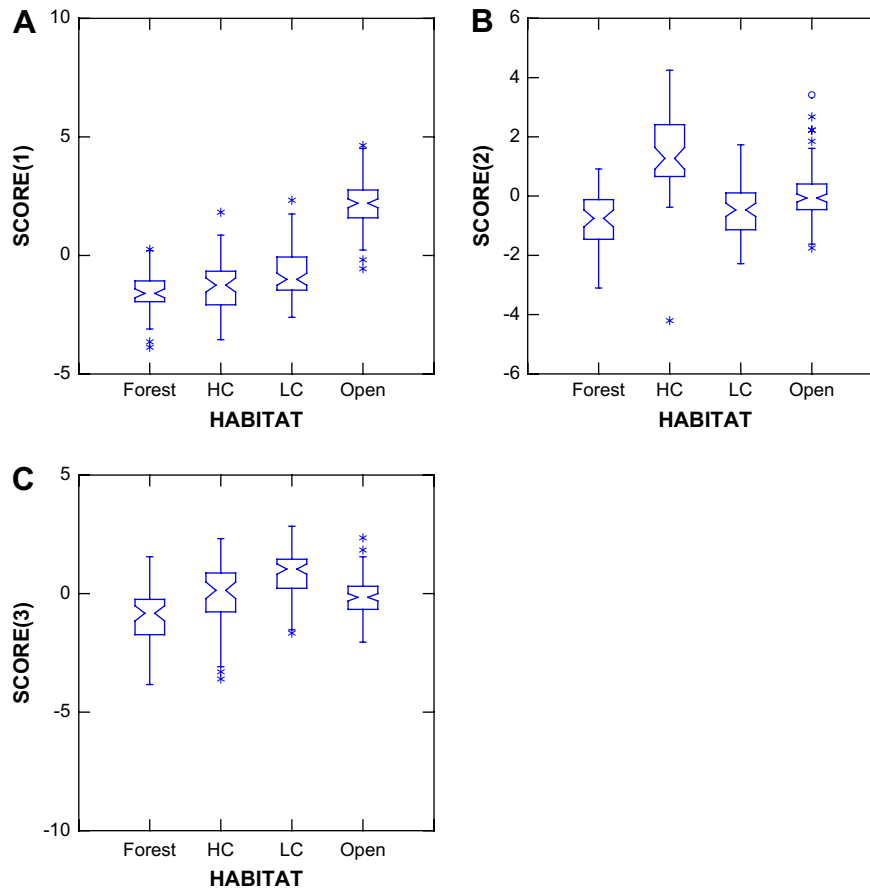 A
10
5
0
-5
SCORE(1)
Forest HC LC Open
HABITAT
B
6
4
2
0
-2
-4
-6
SCORE(2)
Forest HC LC Open
HABITAT
C
5
0
-5
-10
SCORE(3)
Forest HC LC Open
HABITAT